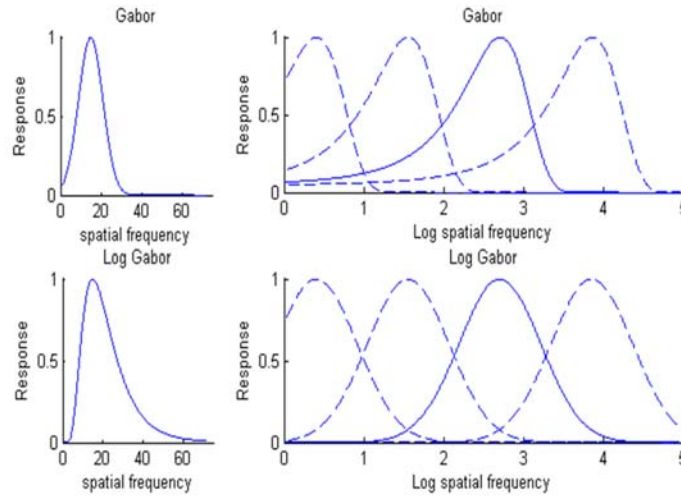 Gabor
Response
1
0.5
0
0 20 40 60
spatial frequency
Gabor
Response
1
0.5
0
0 1 2 3 4 5
Log spatial frequency
Log Gabor
Response
1
0.5
0
0 20 40 60
spatial frequency
Log Gabor
Response
1
0.5
0
0 1 2 3 4 5
Log spatial frequency